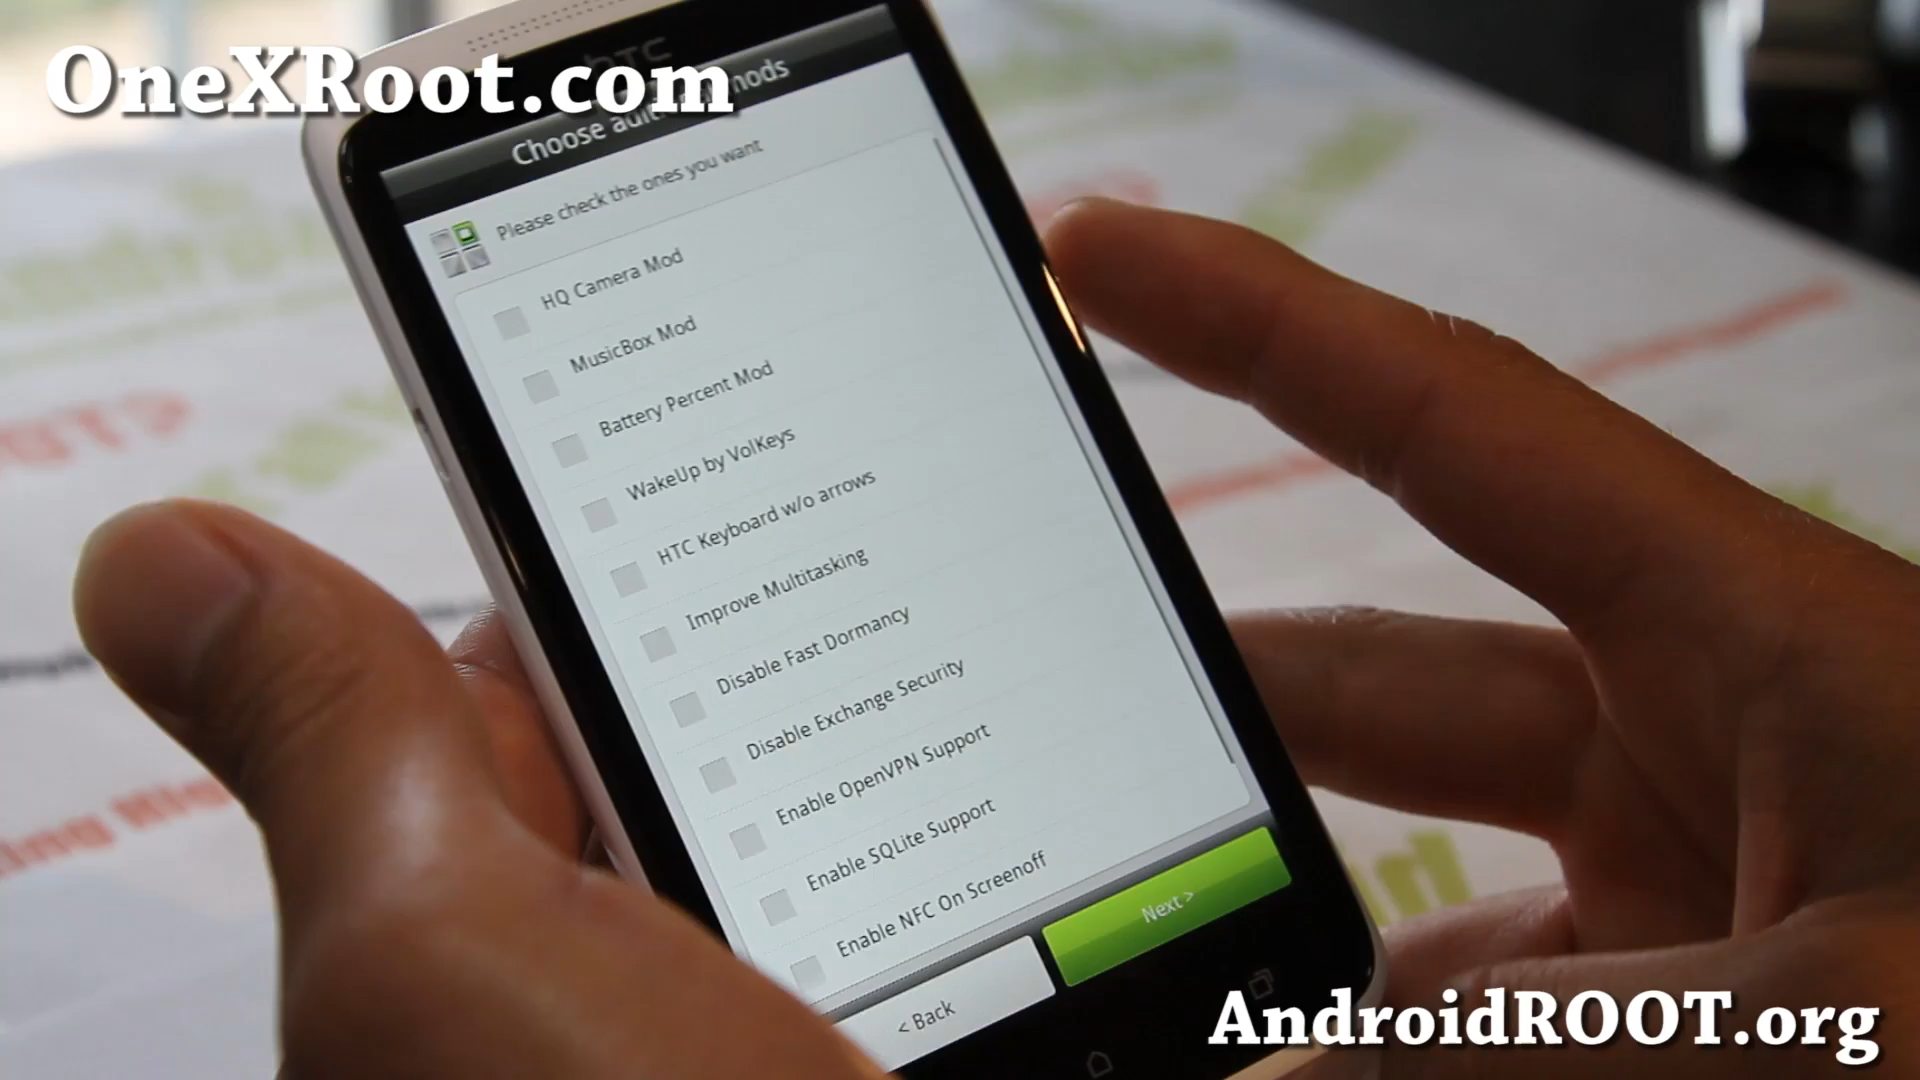 OneXRoot.com
hTC
Choose additional mods
Please check the ones you want
HQ Camera Mod
MusicBox Mod
Battery Percent Mod
WakeUp by VolKeys
HTC Keyboard w/o arrows
Improve Multitasking
Disable Fast Dormancy
Disable Exchange Security
Enable OpenVPN Support
Enable SQLite Support
Enable NFC On Screenoff
< Back
Next >
AndroidROOT.org